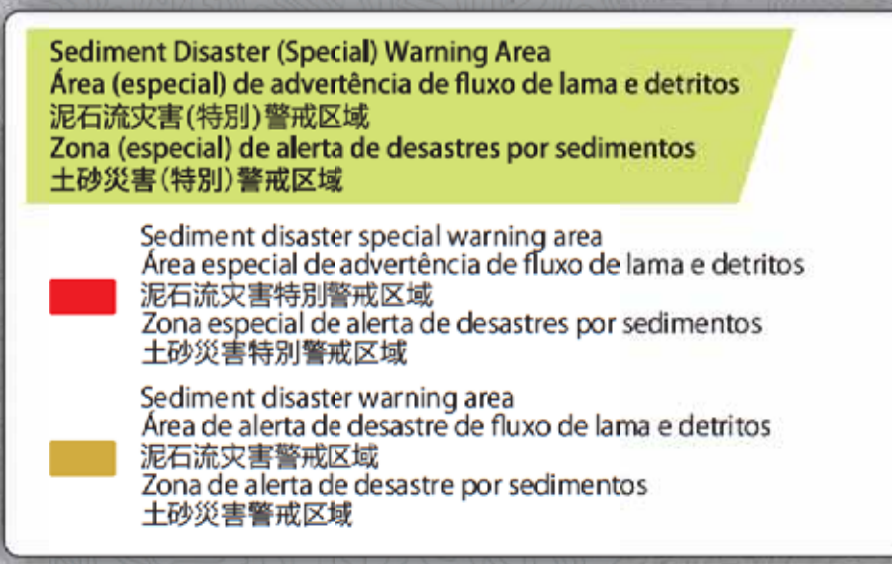 Sediment Disaster (Special) Warning Area
Área (especial) de advertência de fluxo de lama e detritos
泥石流灾害(特別)警戒区域
Zona (especial) de alerta de desastres por sedimentos
土砂災害(特別)警戒区域
Sediment disaster special warning area
Área especial de advertência de fluxo de lama e detritos
泥石流灾害特別警戒区域
Zona especial de alerta de desastres por sedimentos
土砂災害特別警戒区域
Sediment disaster warning area
Área de alerta de desastre de fluxo de lama e detritos
泥石流灾害警戒区域
Zona de alerta de desastre por sedimentos
土砂災害警戒区域